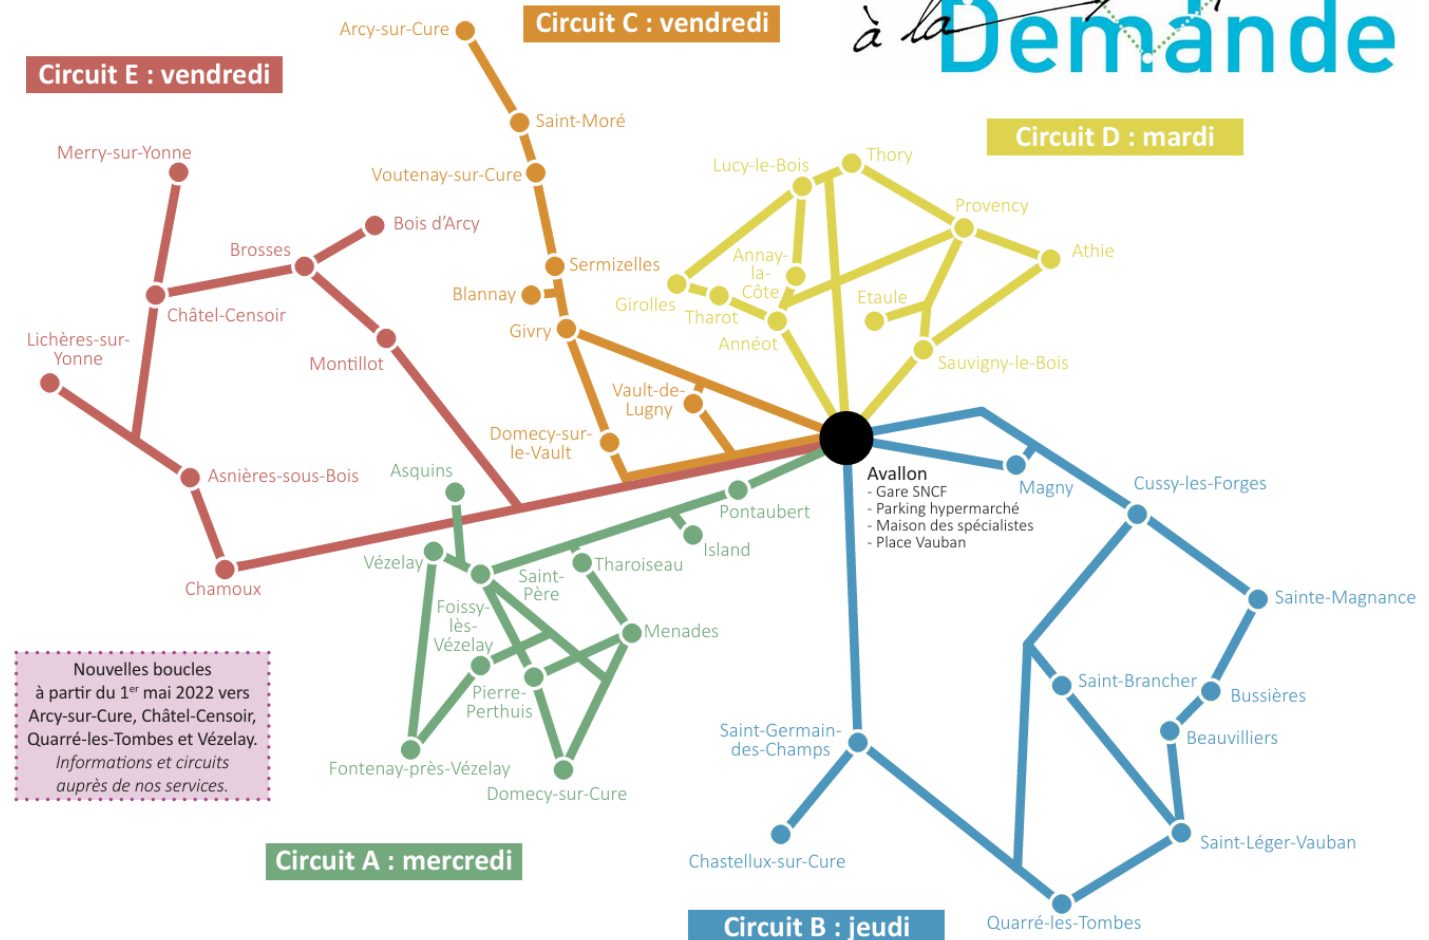 à la
Demande
Circuit C : vendredi
Circuit E : vendredi
Circuit D : mardi
Arcy-sur-Cure
Saint-Moré
Voutenay-sur-Cure
Sermizelles
Blannay
Givry
Vault-de-
Lugny
Domecy-sur-
le-Vault
Merry-sur-Yonne
Bois d'Arcy
Brosses
Châtel-Censoir
Lichères-sur-
Yonne
Montillot
Asnières-sous-Bois
Chamoux
Lucy-le-Bois
Thory
Provency
Athie
Annay-
la-
Côte
Etaule
Girolles
Tharot
Annéot
Sauvigny-le-Bois
Avallon
- Gare SNCF
- Parking hypermarché
- Maison des spécialistes
- Place Vauban
Magny
Cussy-les-Forges
Sainte-Magnance
Saint-Brancher
Bussières
Beauvilliers
Saint-Germain-
des-Champs
Saint-Léger-Vauban
Chastellux-sur-Cure
Quarré-les-Tombes
Asquins
Pontaubert
Island
Vézelay
Saint-
Père
Tharoiseau
Foissy-
lès-
Vézelay
Menades
Pierre-
Perthuis
Fontenay-près-Vézelay
Domecy-sur-Cure
Nouvelles boucles
à partir du 1er mai 2022 vers
Arcy-sur-Cure, Châtel-Censoir,
Quarré-les-Tombes et Vézelay.
Informations et circuits
auprès de nos services.
Circuit A : mercredi
Circuit B : jeudi